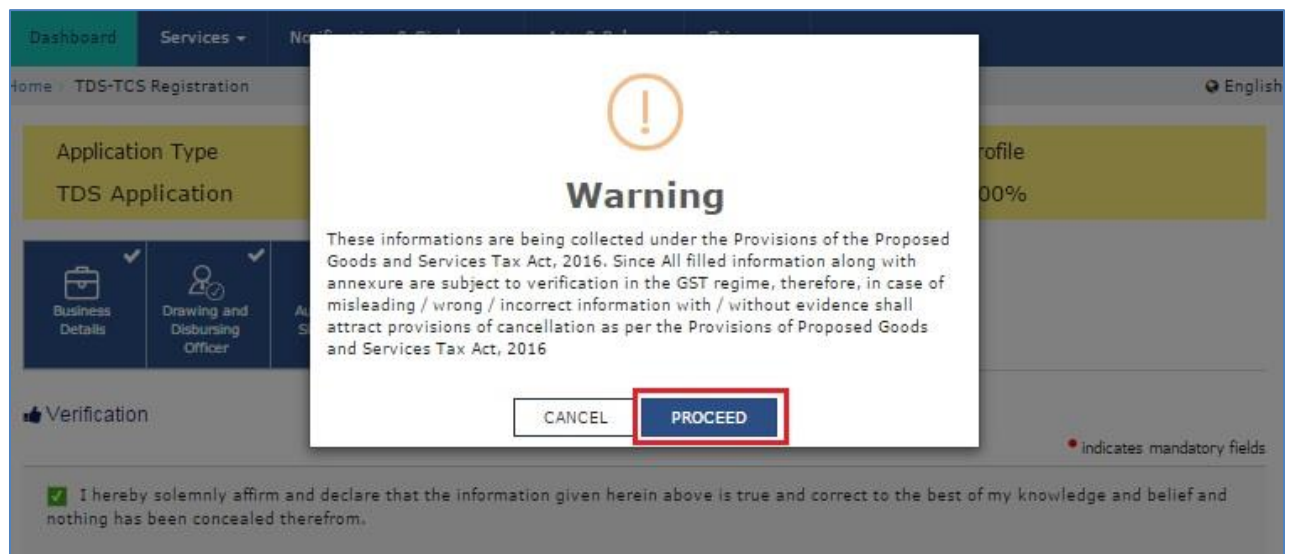 Dashboard Services
Home / TDS-TCS Registration English
Application Type
TDS Application 00%
Business
Details
Drawing and
Disbursing
Officer
Warning
These informations are being collected under the Provisions of the Proposed
Goods and Services Tax Act, 2016. Since All filled information along with
annexure are subject to verification in the GST regime, therefore, in case of
misleading / wrong / incorrect information with / without evidence shall
attract provisions of cancellation as per the Provisions of Proposed Goods
and Services Tax Act, 2016
CANCEL PROCEED
Verification
• indicates mandatory fields
I hereby solemnly affirm and declare that the information given herein above is true and correct to the best of my knowledge and belief and
nothing has been concealed therefrom.